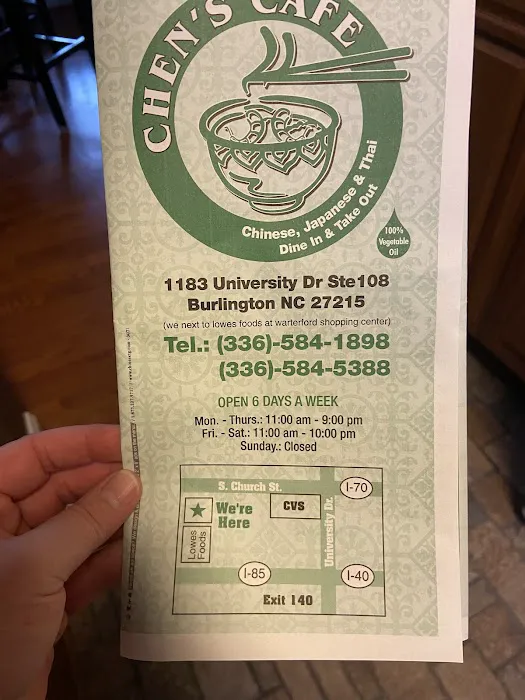 CHEN'S CAFE
Chinese, Japanese & Thai
Dine In & Take Out
100%
Vegetable
Oil
1183 University Dr Ste108
Burlington NC 27215
(we next to lowes foods at warterford shopping center)
Tel.: (336)-584-1898
(336)-584-5388
OPEN 6 DAYS A WEEK
Mon. - Thurs.: 11:00 am - 9:00 pm
Fri. - Sat.: 11:00 am - 10:00 pm
Sunday.: Closed
S. Church St.
I-70
We're
Here
CVS
University Dr.
Lowes
Foods
I-85
I-40
Exit 140